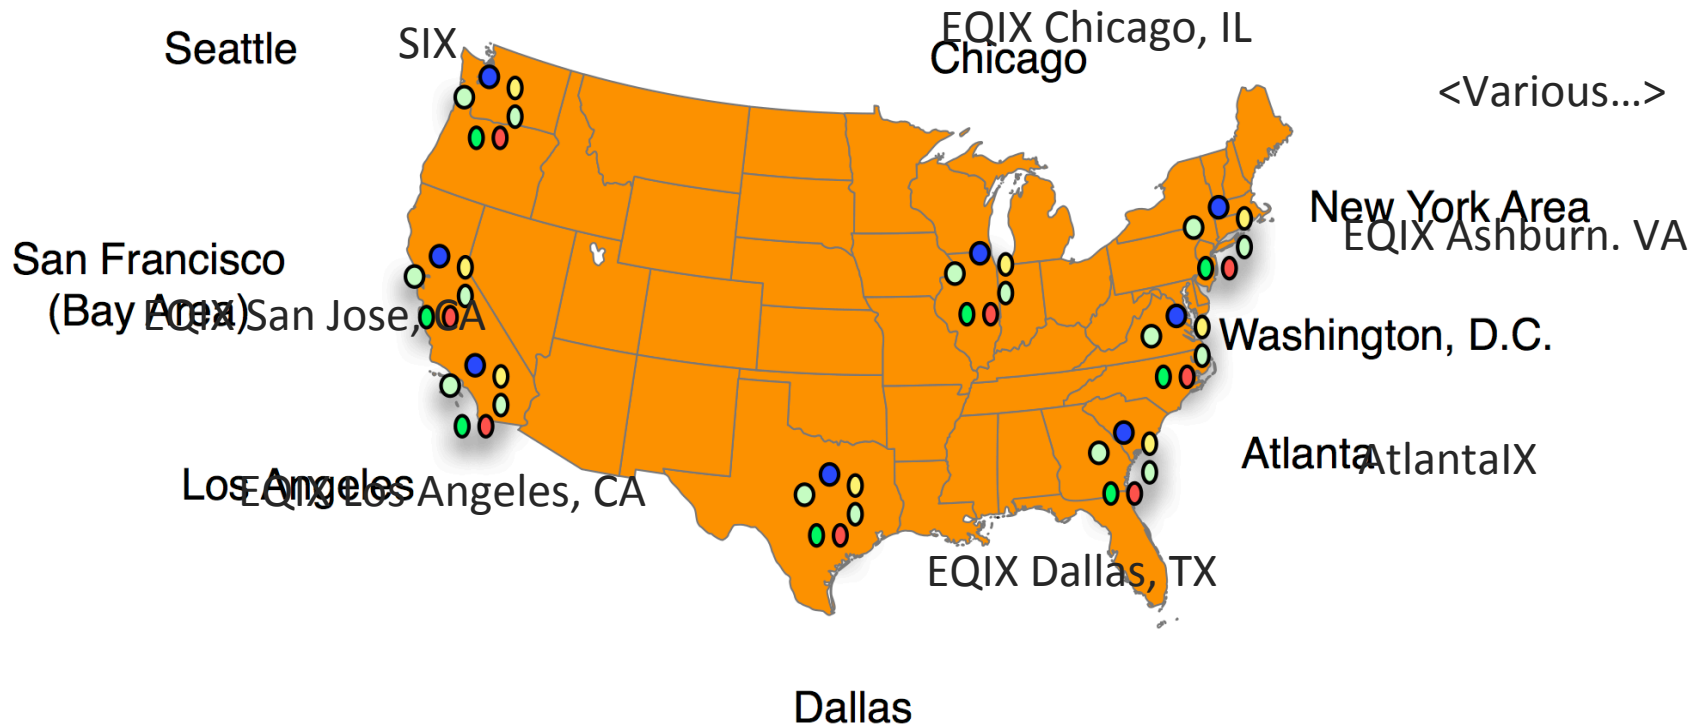 EQIX Chicago, IL
Seattle
SIX
Chicago
<Various...>
New York Area
EQIX Ashburn. VA
San Francisco
(Bay Area)
EQIX San Jose, CA
Washington, D.C.
Atlanta
AtlantaIX
Los Angeles
EQIX Los Angeles, CA
EQIX Dallas, TX
Dallas